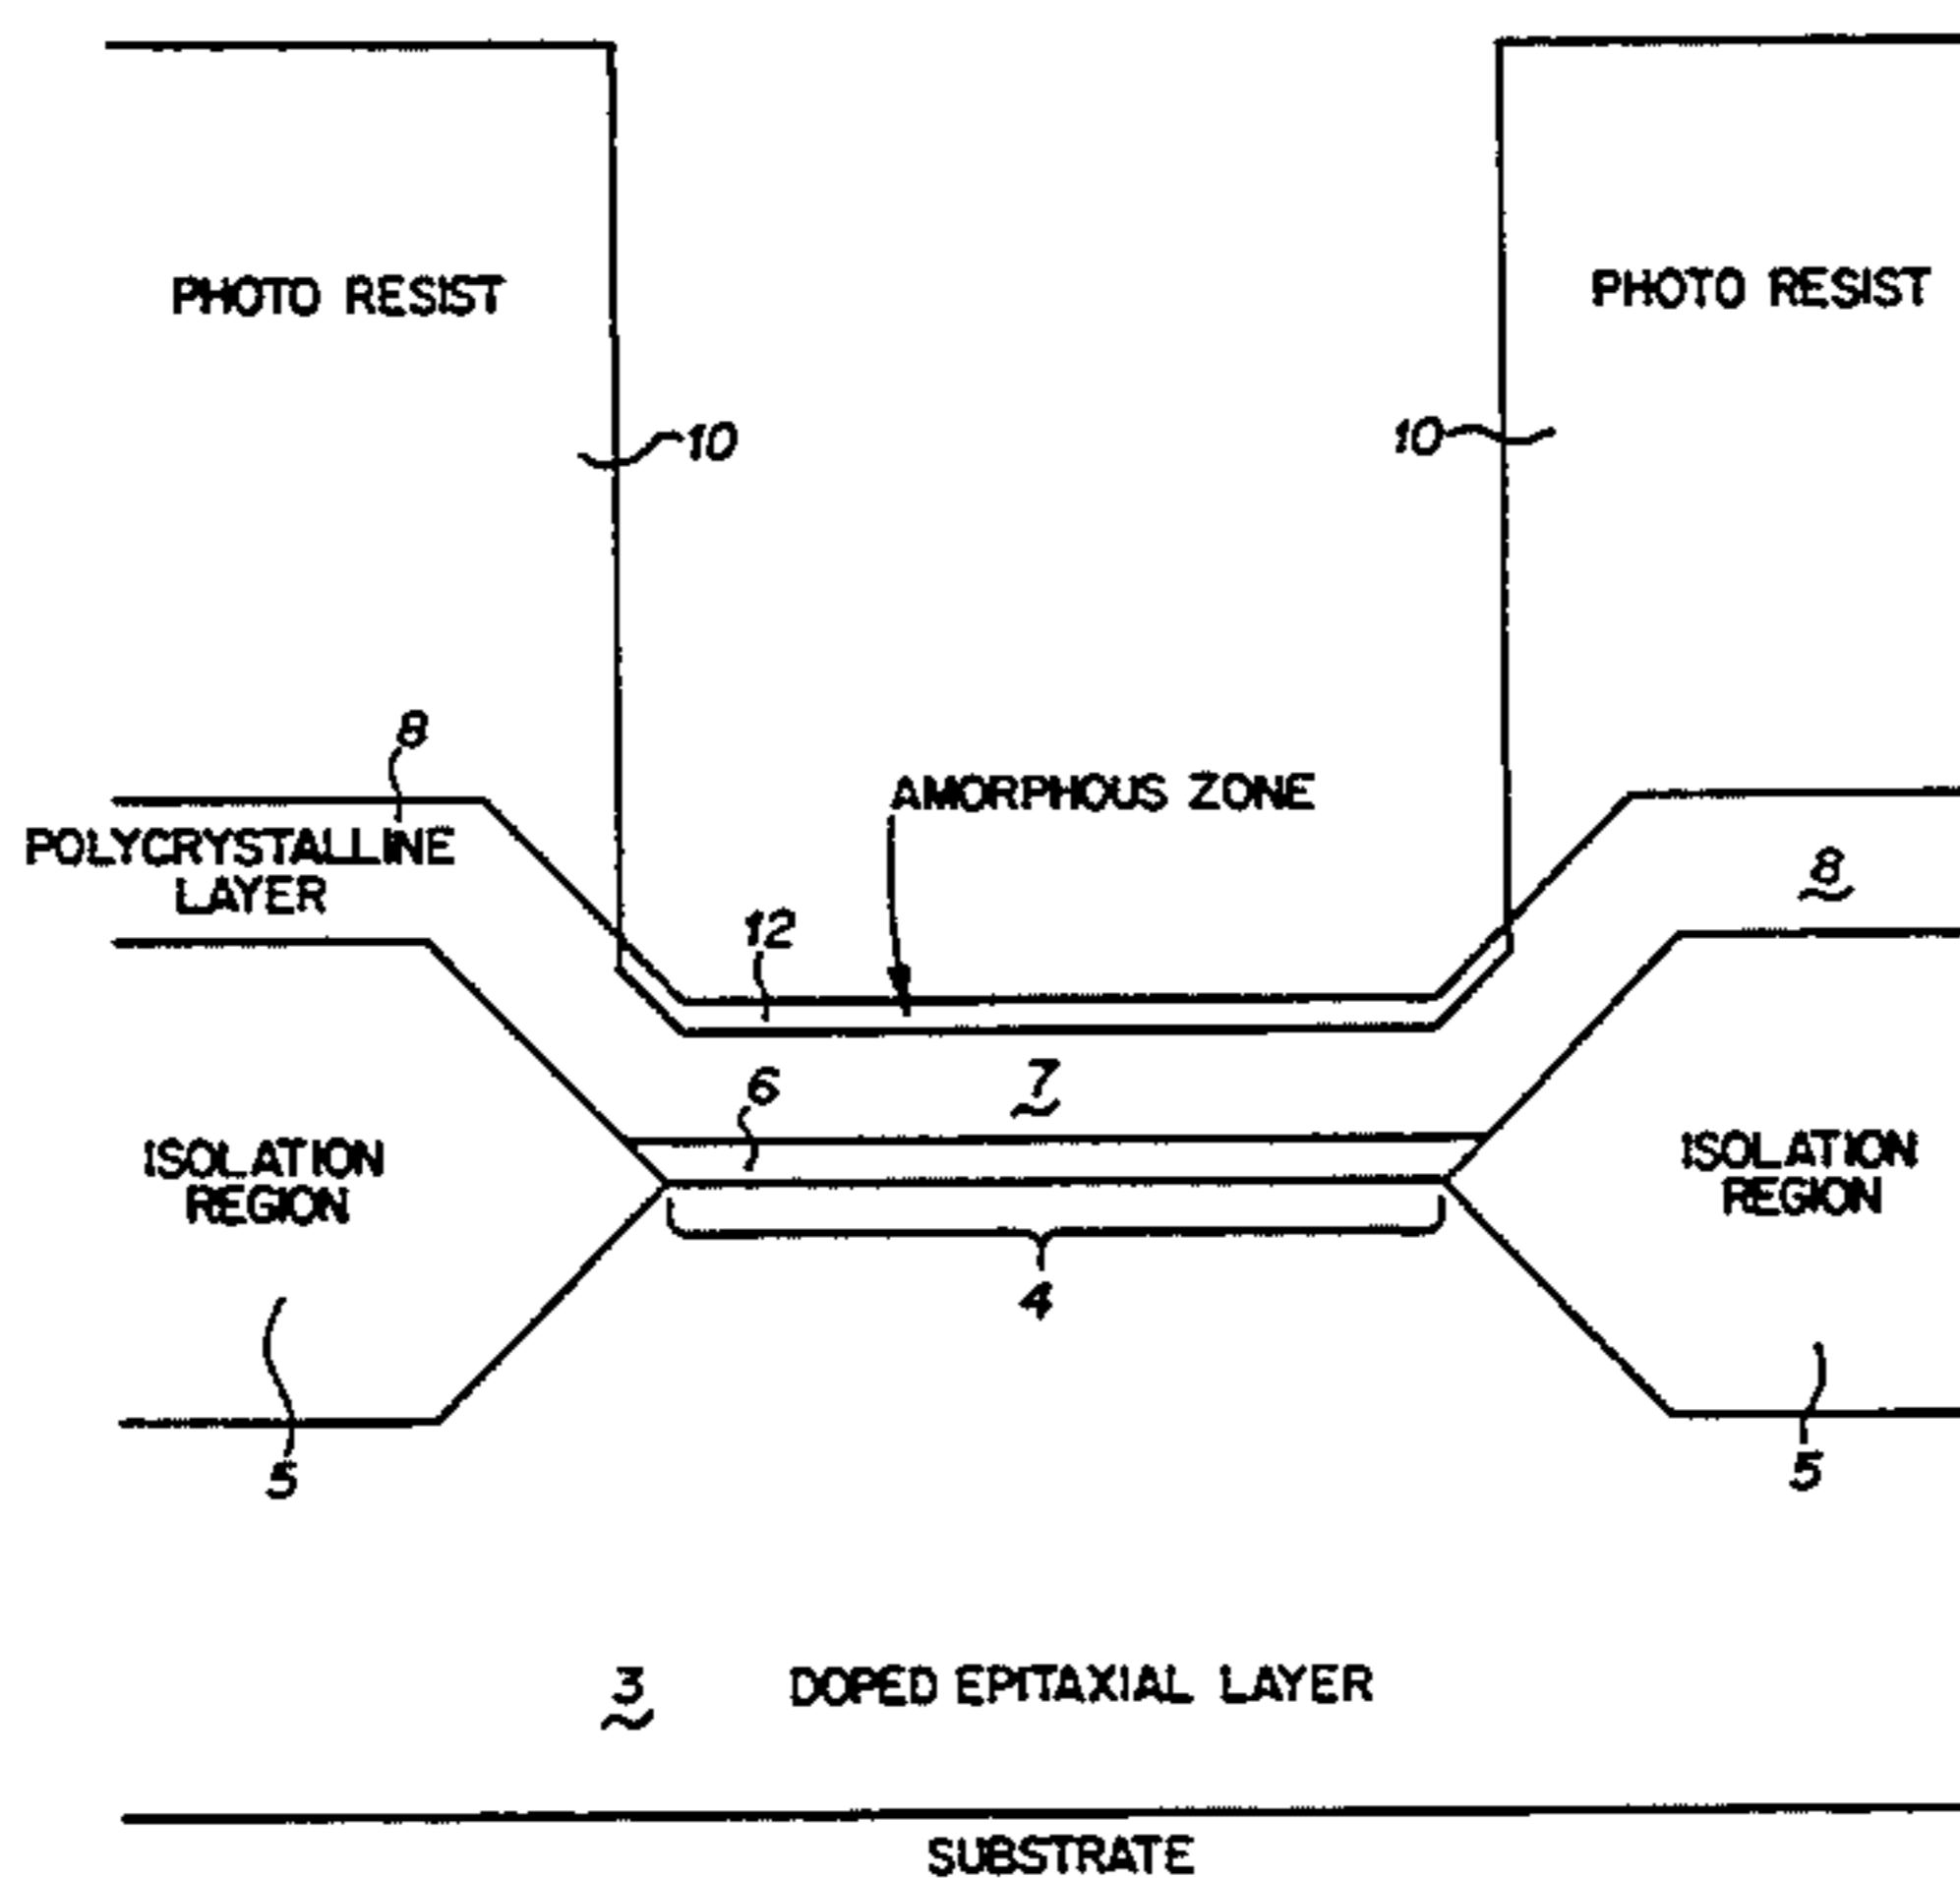 PHOTO RESIST
PHOTO RESIST
10
10
8
AMORPHOUS ZONE
POLYCRYSTALLINE
LAYER
8
12
7
6
ISOLATION
REGION
ISOLATION
REGION
4
5
5
3
DOPED EPITAXIAL LAYER
SUBSTRATE